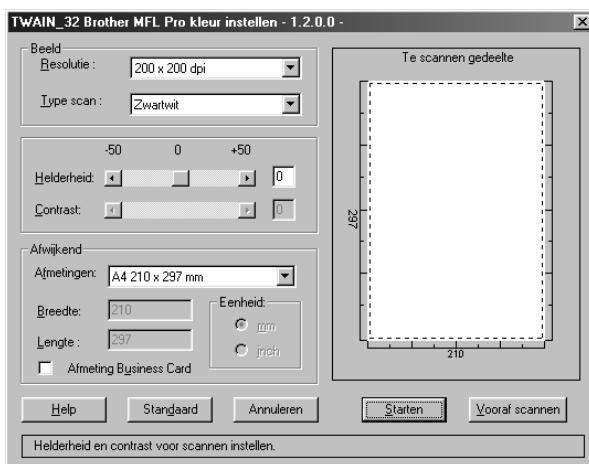 TWAIN_32 Brother MFL Pro kleur instellen - 1.2.0.0 -
Beeld
Resolutie :
200 x 200 dpi
Type scan :
Zwartwit
-50 0 +50
Helderheid: 0
Contrast: 0
Afwijkend
Afmetingen: A4 210 x 297 mm
Breedte: 210
Lengte : 297
Afmeting Business Card
Eenheid:
mm
inch
Te scannen gedeelte
297
210
Help Standaard Annuleren Starten Vooraf scannen
Helderheid en contrast voor scannen instellen.